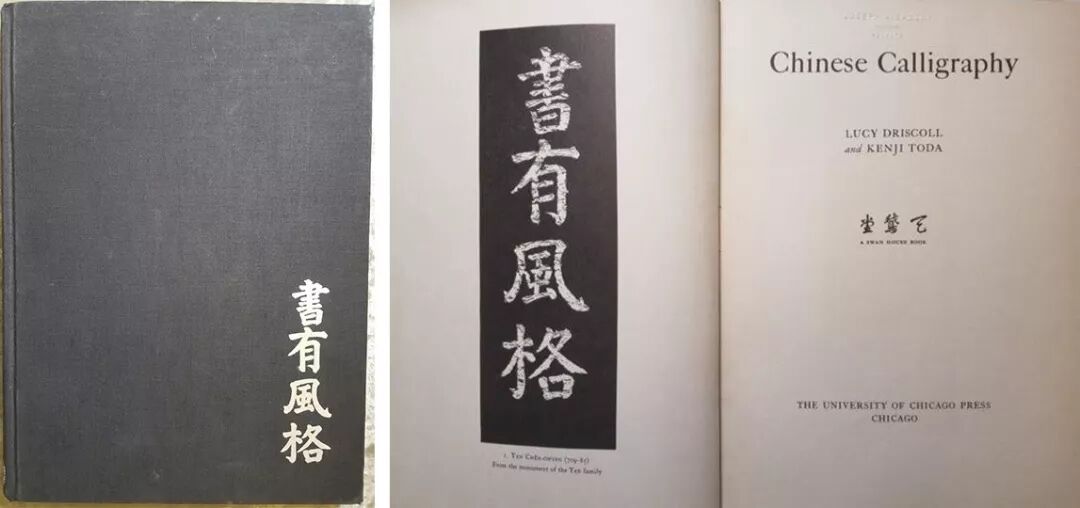 書有風格
書有風格
1. YEN CHÊN-CH'ING (709–85)
From the monument of the Yen family
Chinese Calligraphy
LUCY DRISCOLL
and KENJI TODA
A SWAN HOUSE BOOK
THE UNIVERSITY OF CHICAGO PRESS
CHICAGO